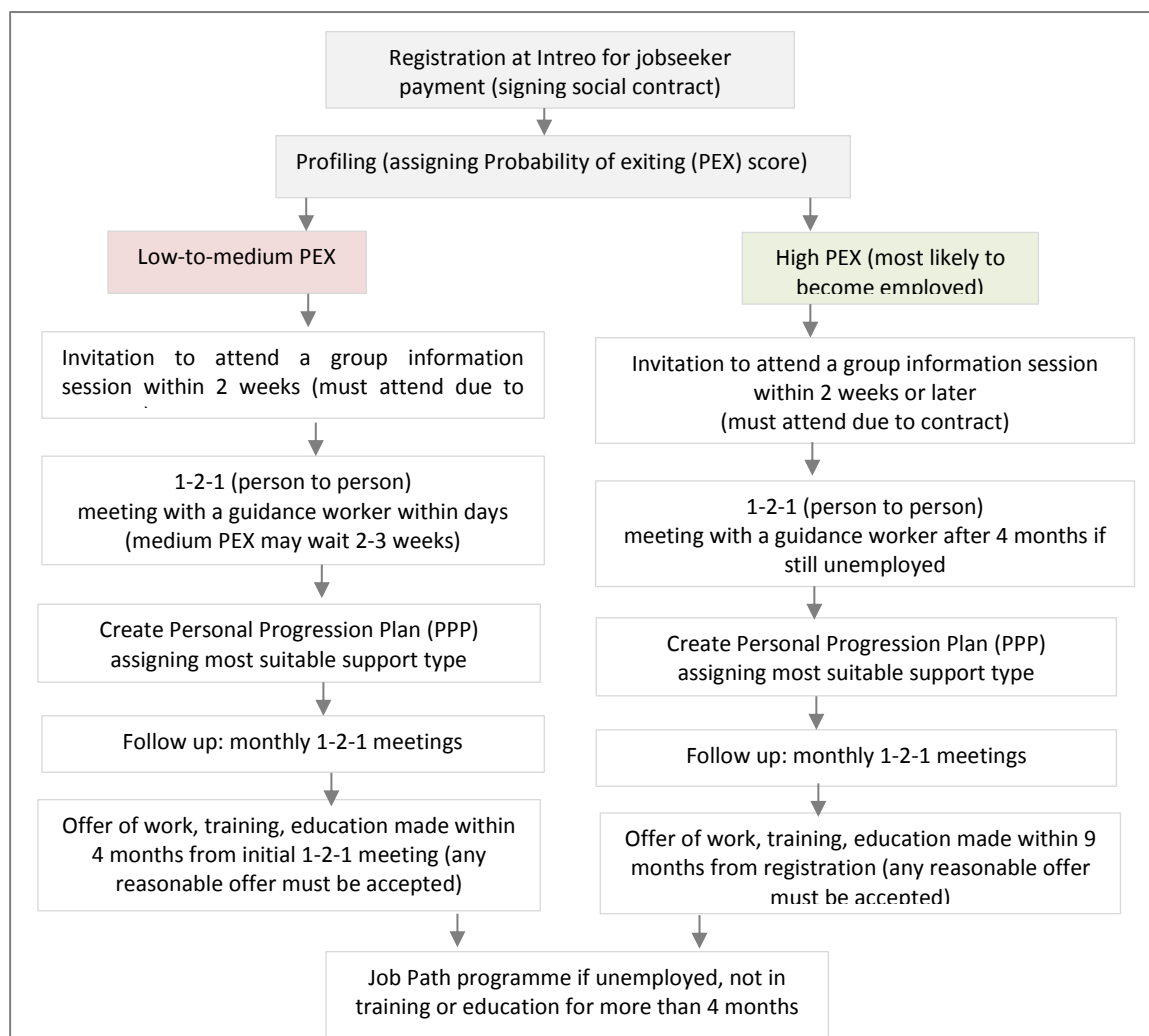 Registration at Intreo for jobseeker
payment (signing social contract)
Profiling (assigning Probability of exiting (PEX) score)
Low-to-medium PEX
Invitation to attend a group information
session within 2 weeks (must attend due to
1-2-1 (person to person)
meeting with a guidance worker within days
(medium PEX may wait 2-3 weeks)
Create Personal Progression Plan (PPP)
assigning most suitable support type
Follow up: monthly 1-2-1 meetings
Offer of work, training, education made within
4 months from initial 1-2-1 meeting (any
reasonable offer must be accepted)
High PEX (most likely to
become employed)
Invitation to attend a group information session
within 2 weeks or later
(must attend due to contract)
1-2-1 (person to person)
meeting with a guidance worker after 4 months if
still unemployed
Create Personal Progression Plan (PPP)
assigning most suitable support type
Follow up: monthly 1-2-1 meetings
Offer of work, training, education made within 9
months from registration (any reasonable offer
must be accepted)
Job Path programme if unemployed, not in
training or education for more than 4 months